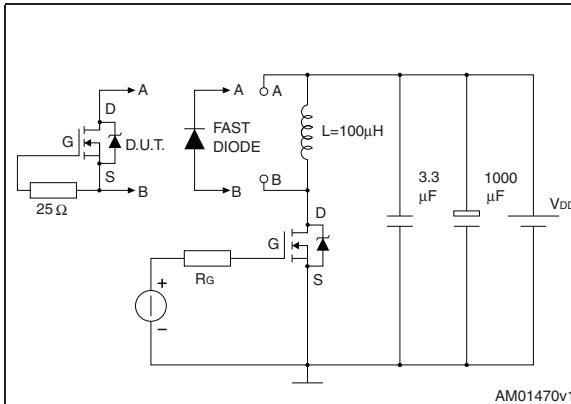 A
D
G
D.U.T.
S
B
25 Ω
A
FAST
DIODE
B
A
B
L=100μH
D
G
S
RG
+
–
3.3
μF
1000
μF
VDD
AM01470v1